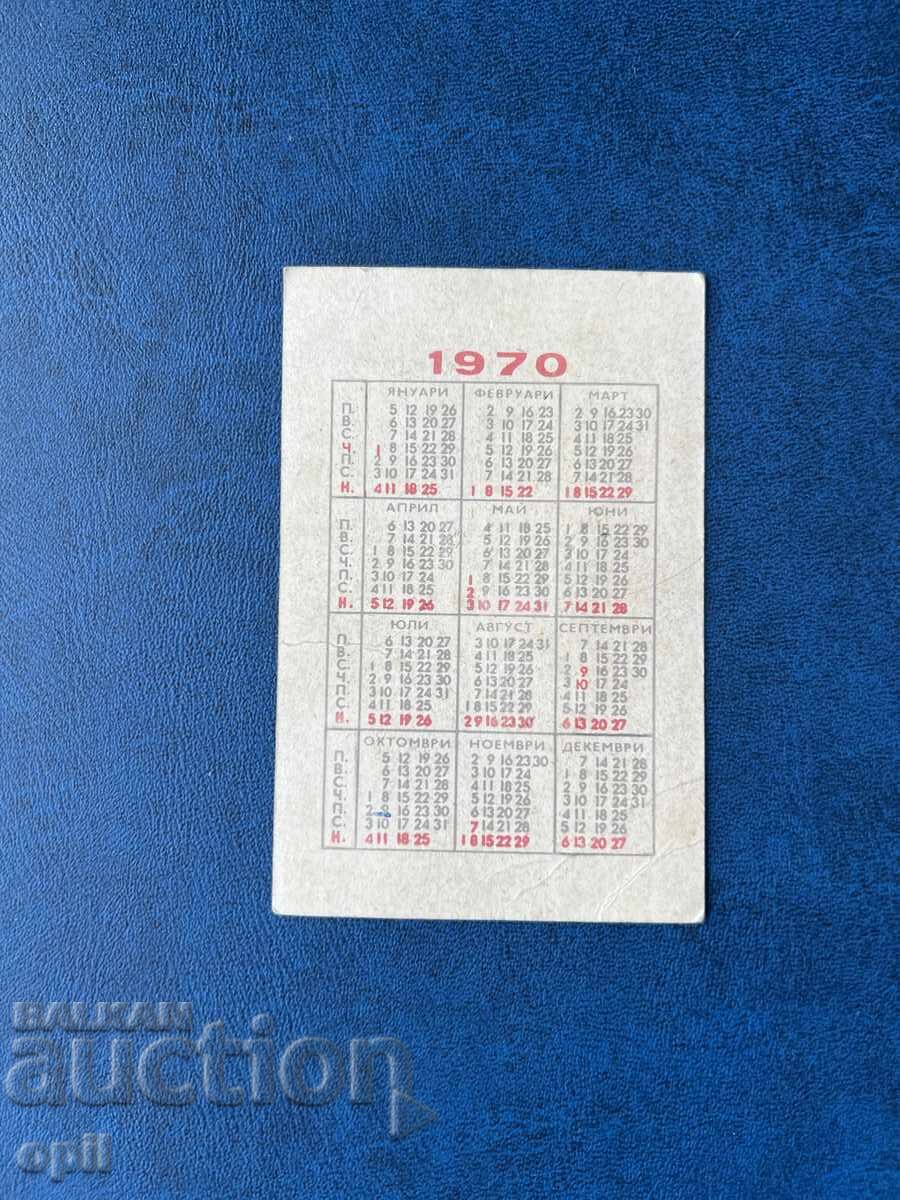 1970
ЯНУАРИ ФЕВРУАРИ МАРТ
П. 5 12 19 26 2 9 16 23 2 9 16 23 30
В. 6 13 20 27 3 10 17 24 3 10 17 24 31
С. 7 14 21 28 4 11 18 25 4 11 18 25
Ч. 1 8 15 22 29 5 12 19 26 5 12 19 26
П. 2 9 16 23 30 6 13 20 27 6 13 20 27
С. 3 10 17 24 31 7 14 21 28 7 14 21 28
Н. 4 11 18 25 1 8 15 22 1 8 15 22 29
АПРИЛ МАЙ ЮНИ
П. 6 13 20 27 4 11 18 25 1 8 15 22 29
В. 7 14 21 28 5 12 19 26 2 9 16 23 30
С. 1 8 15 22 29 6 13 20 27 3 10 17 24
Ч. 2 9 16 23 30 7 14 21 28 4 11 18 25
П. 3 10 17 24 1 8 15 22 29 5 12 19 26
С. 4 11 18 25 2 9 16 23 30 6 13 20 27
Н. 5 12 19 26 3 10 17 24 31 7 14 21 28
ЮЛИ АВГУСТ СЕПТЕМВРИ
П. 6 13 20 27 3 10 17 24 31 7 14 21 28
В. 7 14 21 28 4 11 18 25 1 8 15 22 29
С. 1 8 15 22 29 5 12 19 26 2 9 16 23 30
Ч. 2 9 16 23 30 6 13 20 27 3 10 17 24
П. 3 10 17 24 31 7 14 21 28 4 11 18 25
С. 4 11 18 25 1 8 15 22 29 5 12 19 26
Н. 5 12 19 26 2 9 16 23 30 6 13 20 27
ОКТОМВРИ НОЕМВРИ ДЕКЕМВРИ
П. 5 12 19 26 2 9 16 23 30 7 14 21 28
В. 6 13 20 27 3 10 17 24 1 8 15 22 29
С. 7 14 21 28 4 11 18 25 2 9 16 23 30
Ч. 1 8 15 22 29 5 12 19 26 3 10 17 24 31
П. 2 9 16 23 30 6 13 20 27 4 11 18 25
С. 3 10 17 24 31 7 14 21 28 5 12 19 26
Н. 4 11 18 25 1 8 15 22 29 6 13 20 27
BALKAN
auction
opil